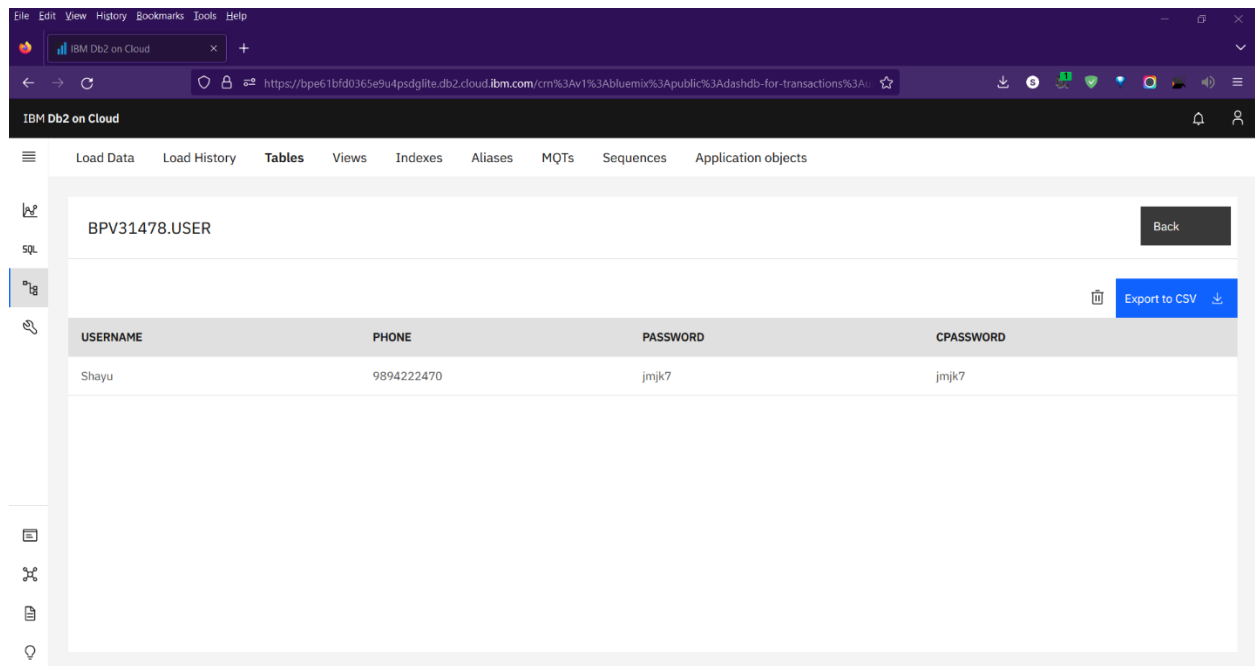 File Edit View History Bookmarks Tools Help
IBM Db2 on Cloud
https://bpe61bfd0365e9u4psdglite.db2.cloud.ibm.com/crn%3Av1%3Abluemix%3Apublic%3Adashdb-for-transactions%3Au
S
1
IBM Db2 on Cloud
Load Data Load History Tables Views Indexes Aliases MQTs Sequences Application objects
BPV31478.USER
Back
SQL
Export to CSV
USERNAME PHONE PASSWORD CPASSWORD
Shayu 9894222470 jmjk7 jmjk7